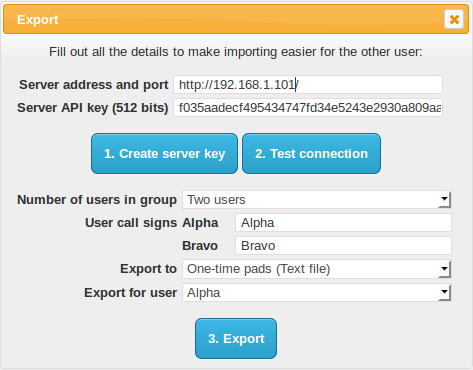 Export
Fill out all the details to make importing easier for the other user:
Server address and port http://192.168.1.101/
Server API key (512 bits) f035aadecf495434747fd34e5243e2930a809aa
1. Create server key 2. Test connection
Number of users in group Two users
User call signs Alpha Alpha
Bravo Bravo
Export to One-time pads (Text file)
Export for user Alpha
3. Export